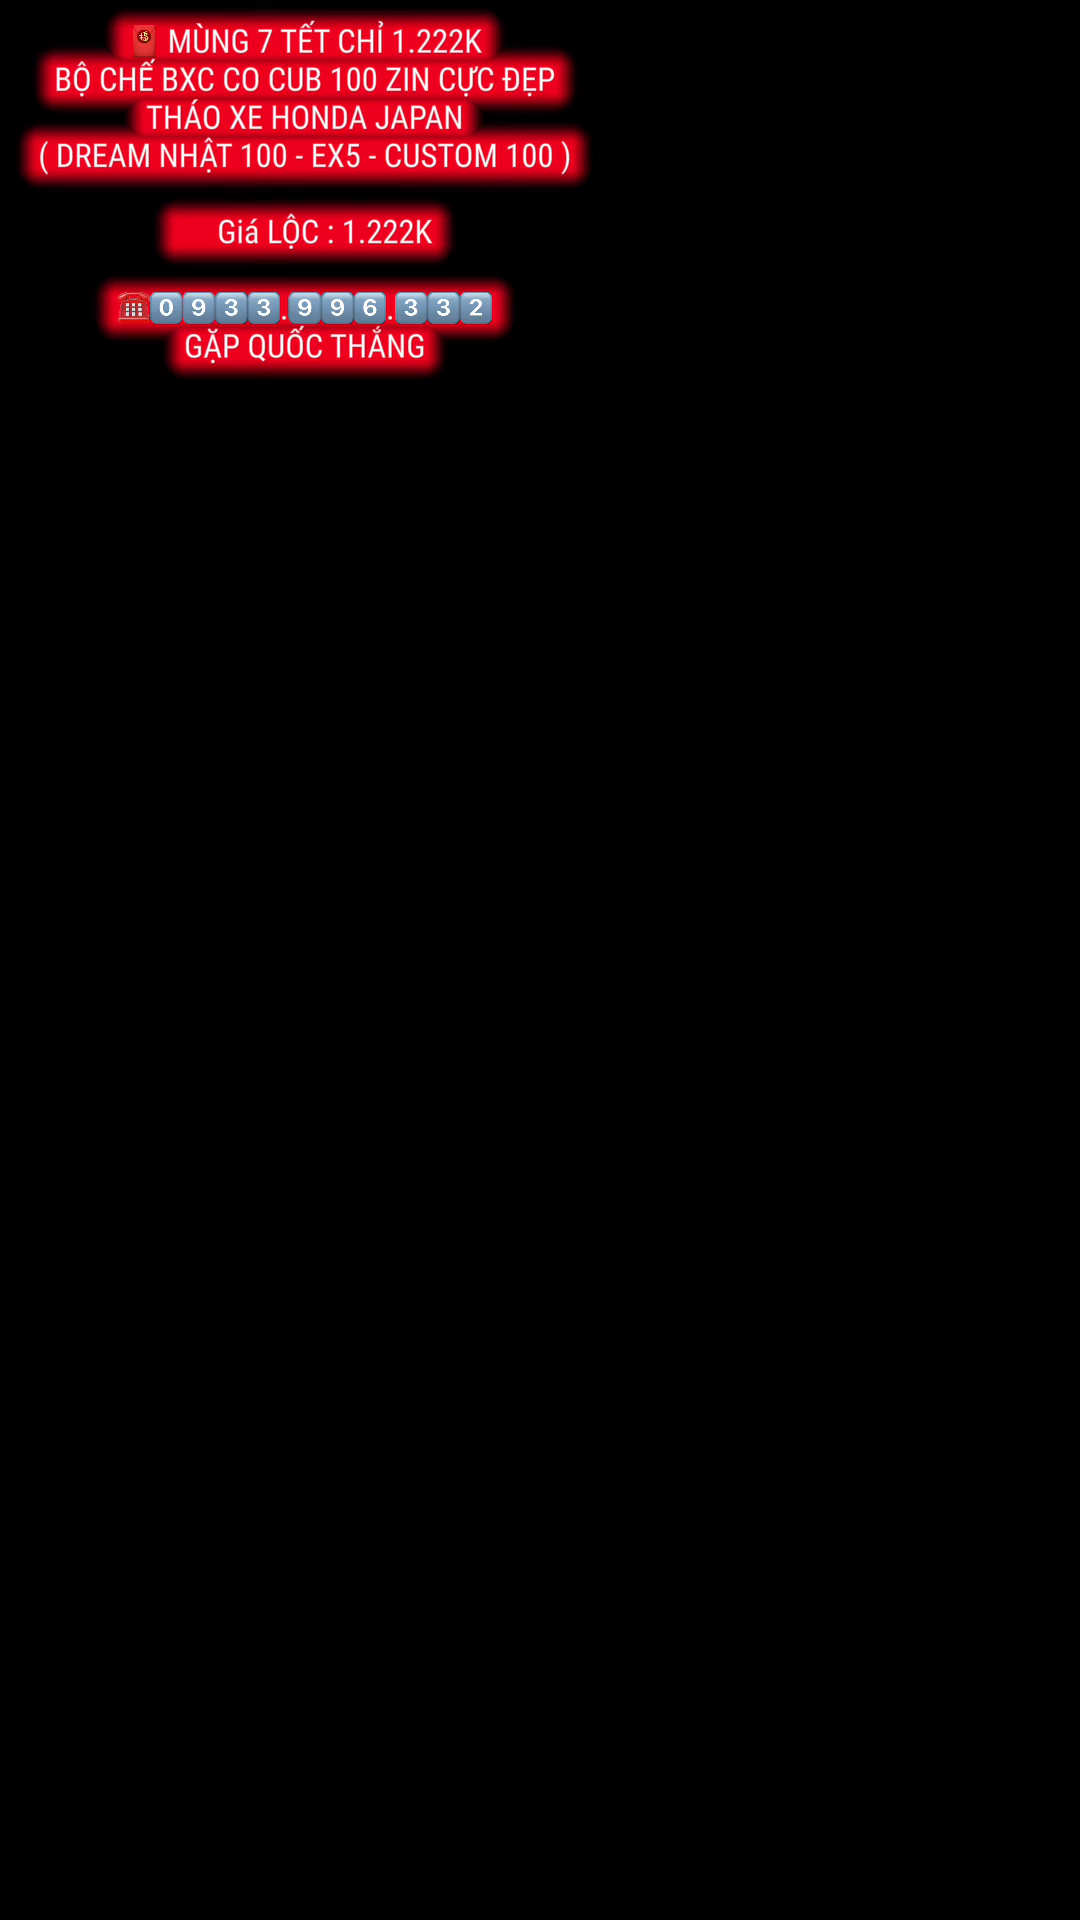 🧧 MÙNG 7 TẾT CHỈ 1.222K
BỘ CHẾ BXC CO CUB 100 ZIN CỰC ĐẸP
THÁO XE HONDA JAPAN
( DREAM NHẬT 100 - EX5 - CUSTOM 100 )
Giá LỘC : 1.222K
☎️0️⃣9️⃣3️⃣3️⃣.9️⃣9️⃣6️⃣.3️⃣3️⃣2️⃣
GẶP QUỐC THẮNG